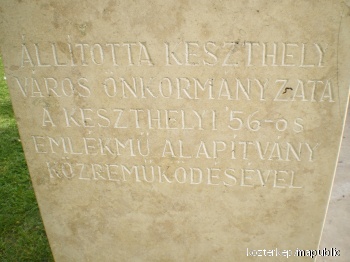 ÁLLÍTOTTA KESZTHELY
VÁROS ÖNKORMÁNYZATA
A KESZTHELYI 56-OS
EMLÉKMŰ ALAPÍTVÁNY
KÖZREMŰKÖDÉSÉVEL
kozterkep.mapublic